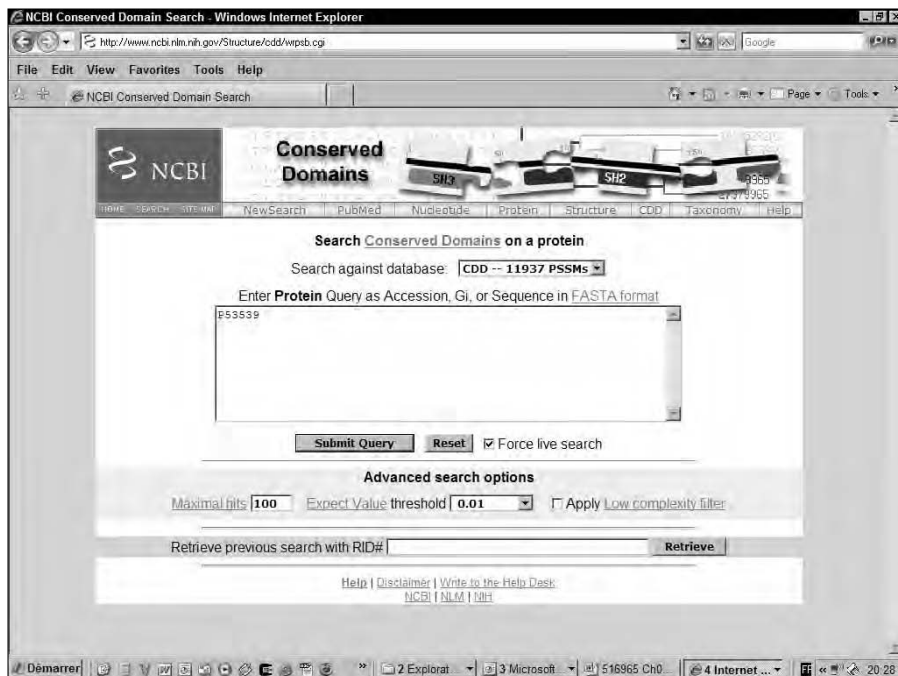 NCBI Conserved Domain Search - Windows Internet Explorer
http://www.ncbi.nlm.nih.gov/Structure/cdd/wrpsb.cgi
Google
File Edit View Favorites Tools Help
NCBI Conserved Domain Search
Page Tools »
NCBI
Conserved
Domains
SH3
SH2
HOME SEARCH SITE MAP NewSearch PubMed Nucleotide Protein Structure CDD Taxonomy Help
Search Conserved Domains on a protein
Search against database: CDD -- 11937 PSSMs
Enter Protein Query as Accession, Gi, or Sequence in FASTA format
P53539
Submit Query Reset Force live search
Advanced search options
Maximal hits 100 Expect Value threshold 0.01 Apply Low complexity filter
Retrieve previous search with RID# Retrieve
Help | Disclaimer | Write to the Help Desk
NCBI | NLM | NIH
Démarrer » 2 Explorat... 3 Microsoft... 516965 Ch0... 4 Internet ... FR « 20:28